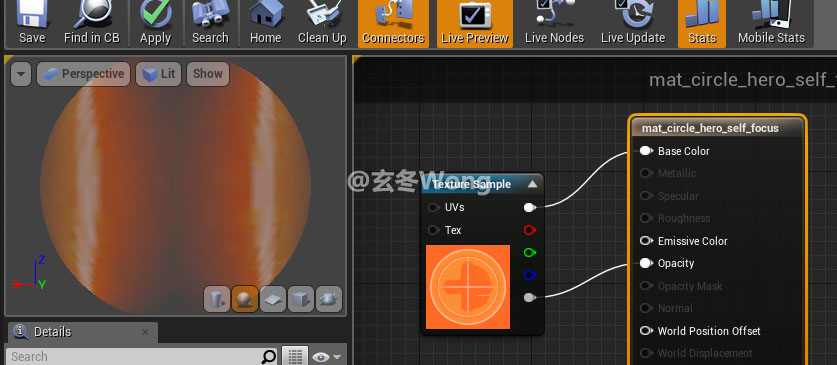 Save
Find in CB
Apply
Search
Home
Clean Up
Connectors
Live Preview
Live Nodes
Live Update
Stats
Mobile Stats
Perspective
Lit
Show
mat_circle_hero_self_f
mat_circle_hero_self_focus
Base Color
Metallic
Specular
Roughness
Emissive Color
Opacity
Opacity Mask
Normal
World Position Offset
World Displacement
Texture Sample
UVs
Tex
@玄冬Wong
Z
Y
Details
Search